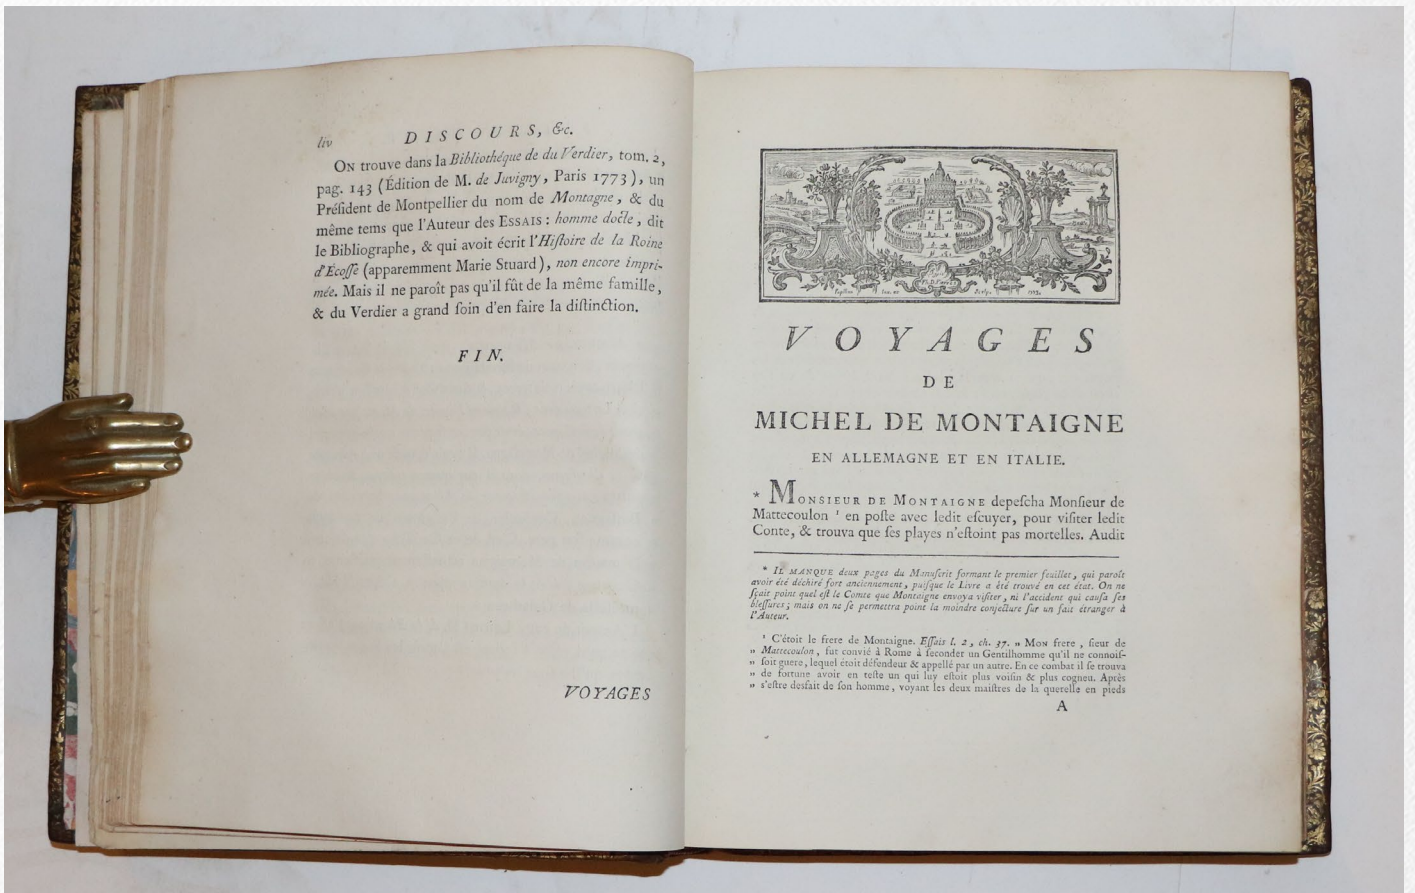 liv
DISCOURS, &c.
ON trouve dans la Bibliothéque de du Verdier, tom. 2,
pag. 143 (Édition de M. de Juvigny, Paris 1773), un
Préſident de Montpellier du nom de Montagne, & du
même tems que l'Auteur des ESSAIS : homme docte, dit
le Bibliographe, & qui avoit écrit l'Hiſtoire de la Roine
d'Écoſſe (apparemment Marie Stuard), non encore impri-
mée. Mais il ne paroît pas qu'il fût de la même famille,
& du Verdier a grand ſoin d'en faire la diſtinction.
FIN.
VOYAGES
Papillon inv. et Sculp.
VOYAGES
DE
MICHEL DE MONTAIGNE
EN ALLEMAGNE ET EN ITALIE.
* MONSIEUR DE MONTAIGNE depeſcha Monſieur de
Mattecoulon ¹ en poſte avec ledit eſcuyer, pour viſiter ledit
Conte, & trouva que ſes playes n'eſtoint pas mortelles. Audit
* IL MANQUE deux pages du Manuſcrit formant le premier feuillet, qui paroît
avoir été déchiré fort anciennement, puiſque le Livre a été trouvé en cet état. On ne
ſçait point quel eſt le Comte que Montaigne envoya viſiter, ni l'accident qui cauſa ſes
bleſſures ; mais on ne ſe permettra point la moindre conjecture ſur un fait étranger à
l'Auteur.
¹ C'étoit le frere de Montaigne. Eſſais l. 2, ch. 37. » MON frere, ſieur de
» Mattecoulon, fut convié à Rome à ſeconder un Gentilhomme qu'il ne connoiſ-
» ſoit guere, lequel étoit défendeur & appellé par un autre. En ce combat il ſe trouva
» de fortune avoir en teſte un qui luy eſtoit plus voiſin & plus cogneu. Après
» s'eſtre desfait de ſon homme, voyant les deux maiſtres de la querelle en pieds
A